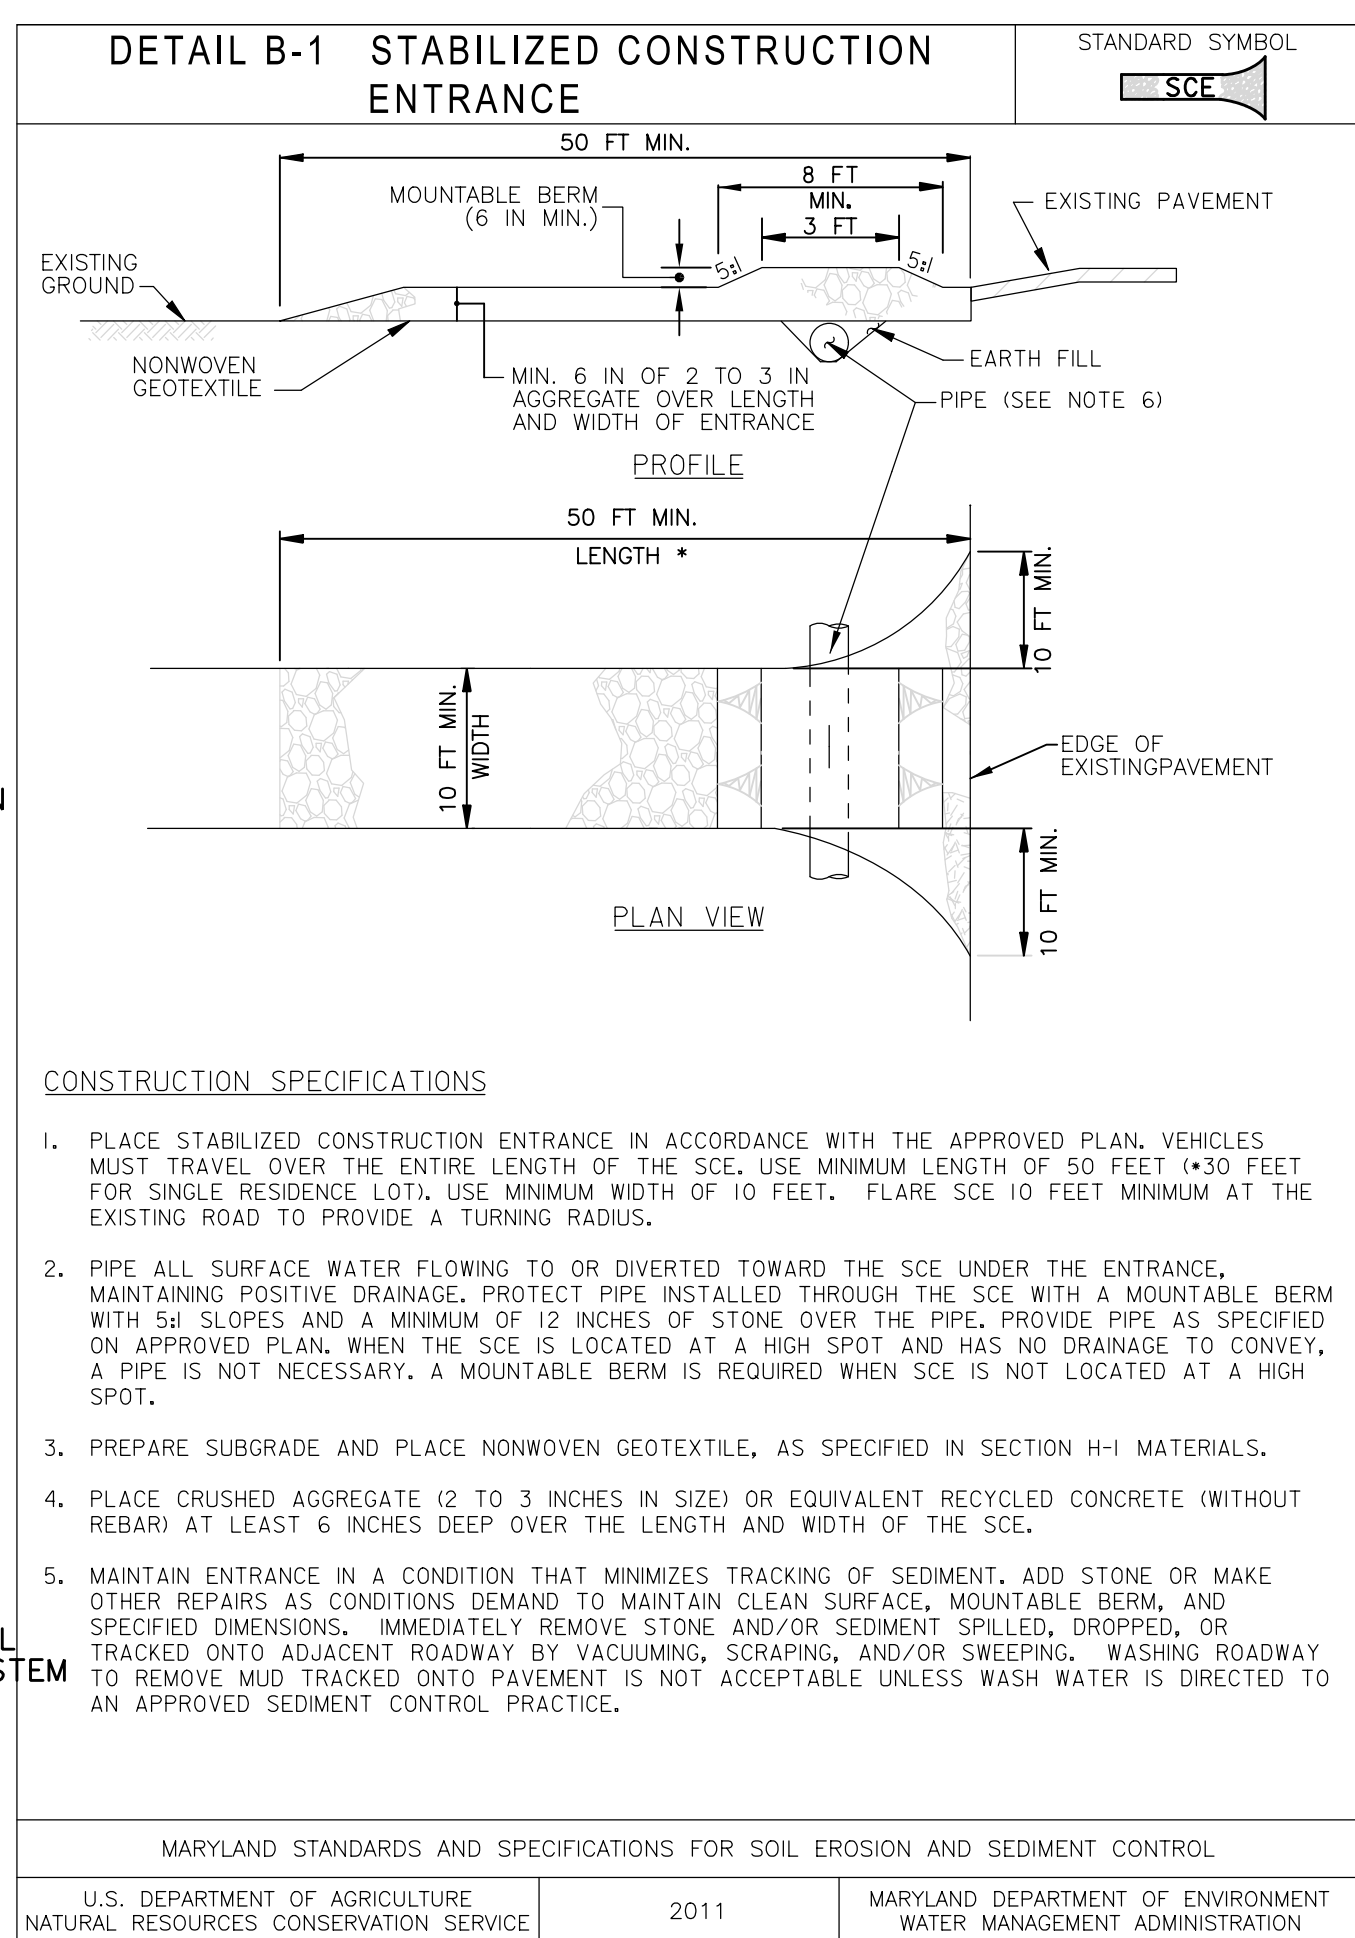 DETAIL B-1 STABILIZED CONSTRUCTION
ENTRANCE
STANDARD SYMBOL
SCE
50 FT MIN.
8 FT
MIN.
3 FT
MOUNTABLE BERM
(6 IN MIN.)
EXISTING PAVEMENT
EXISTING
GROUND
5:1
5:1
NONWOVEN
GEOTEXTILE
MIN. 6 IN OF 2 TO 3 IN
AGGREGATE OVER LENGTH
AND WIDTH OF ENTRANCE
EARTH FILL
PIPE (SEE NOTE 6)
PROFILE
50 FT MIN.
LENGTH *
10 FT MIN.
10 FT MIN.
WIDTH
EDGE OF
EXISTINGPAVEMENT
10 FT MIN.
PLAN VIEW
N
CONSTRUCTION SPECIFICATIONS
1. PLACE STABILIZED CONSTRUCTION ENTRANCE IN ACCORDANCE WITH THE APPROVED PLAN. VEHICLES
MUST TRAVEL OVER THE ENTIRE LENGTH OF THE SCE. USE MINIMUM LENGTH OF 50 FEET (*30 FEET
FOR SINGLE RESIDENCE LOT). USE MINIMUM WIDTH OF 10 FEET. FLARE SCE 10 FEET MINIMUM AT THE
EXISTING ROAD TO PROVIDE A TURNING RADIUS.
2. PIPE ALL SURFACE WATER FLOWING TO OR DIVERTED TOWARD THE SCE UNDER THE ENTRANCE,
MAINTAINING POSITIVE DRAINAGE. PROTECT PIPE INSTALLED THROUGH THE SCE WITH A MOUNTABLE BERM
WITH 5:1 SLOPES AND A MINIMUM OF 12 INCHES OF STONE OVER THE PIPE. PROVIDE PIPE AS SPECIFIED
ON APPROVED PLAN. WHEN THE SCE IS LOCATED AT A HIGH SPOT AND HAS NO DRAINAGE TO CONVEY,
A PIPE IS NOT NECESSARY. A MOUNTABLE BERM IS REQUIRED WHEN SCE IS NOT LOCATED AT A HIGH
SPOT.
3. PREPARE SUBGRADE AND PLACE NONWOVEN GEOTEXTILE, AS SPECIFIED IN SECTION H-1 MATERIALS.
4. PLACE CRUSHED AGGREGATE (2 TO 3 INCHES IN SIZE) OR EQUIVALENT RECYCLED CONCRETE (WITHOUT
REBAR) AT LEAST 6 INCHES DEEP OVER THE LENGTH AND WIDTH OF THE SCE.
5. MAINTAIN ENTRANCE IN A CONDITION THAT MINIMIZES TRACKING OF SEDIMENT. ADD STONE OR MAKE
OTHER REPAIRS AS CONDITIONS DEMAND TO MAINTAIN CLEAN SURFACE, MOUNTABLE BERM, AND
SPECIFIED DIMENSIONS. IMMEDIATELY REMOVE STONE AND/OR SEDIMENT SPILLED, DROPPED, OR
TRACKED ONTO ADJACENT ROADWAY BY VACUUMING, SCRAPING, AND/OR SWEEPING. WASHING ROADWAY
TO REMOVE MUD TRACKED ONTO PAVEMENT IS NOT ACCEPTABLE UNLESS WASH WATER IS DIRECTED TO
AN APPROVED SEDIMENT CONTROL PRACTICE.
L
STEM
MARYLAND STANDARDS AND SPECIFICATIONS FOR SOIL EROSION AND SEDIMENT CONTROL
U.S. DEPARTMENT OF AGRICULTURE
NATURAL RESOURCES CONSERVATION SERVICE
2011
MARYLAND DEPARTMENT OF ENVIRONMENT
WATER MANAGEMENT ADMINISTRATION